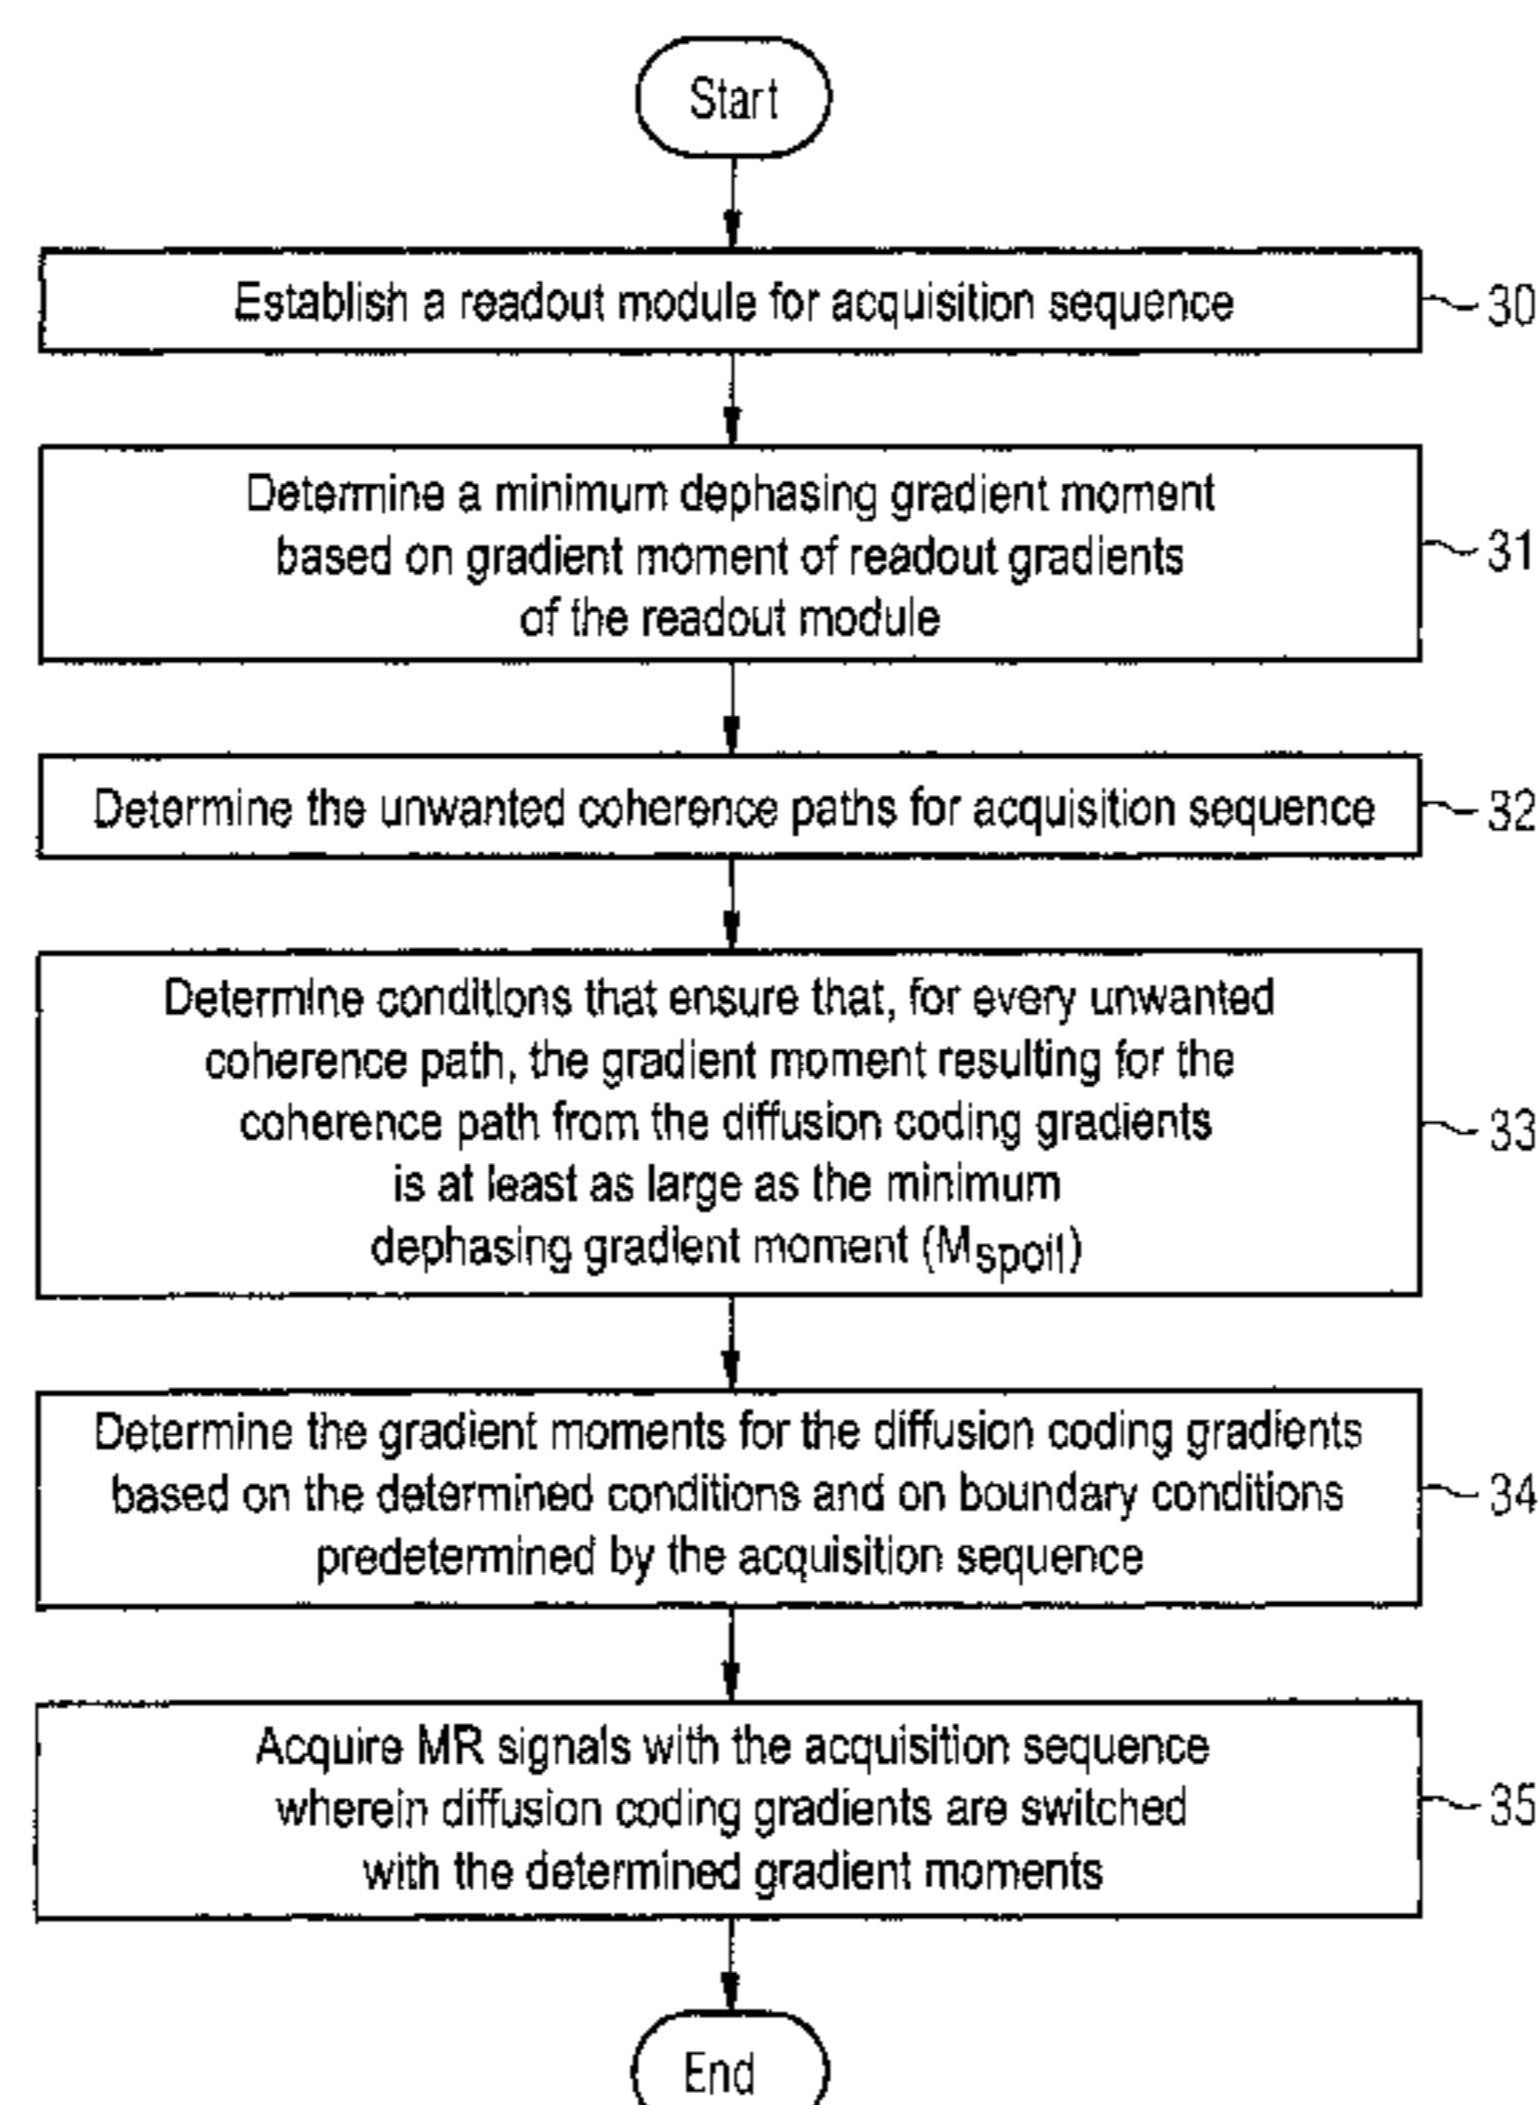 Start
Establish a readout module for acquisition sequence
30
Determine a minimum dephasing gradient moment
based on gradient moment of readout gradients
of the readout module
31
Determine the unwanted coherence paths for acquisition sequence
32
Determine conditions that ensure that, for every unwanted
coherence path, the gradient moment resulting for the
coherence path from the diffusion coding gradients
is at least as large as the minimum
dephasing gradient moment (Mspoil)
33
Determine the gradient moments for the diffusion coding gradients
based on the determined conditions and on boundary conditions
predetermined by the acquisition sequence
34
Acquire MR signals with the acquisition sequence
wherein diffusion coding gradients are switched
with the determined gradient moments
35
End